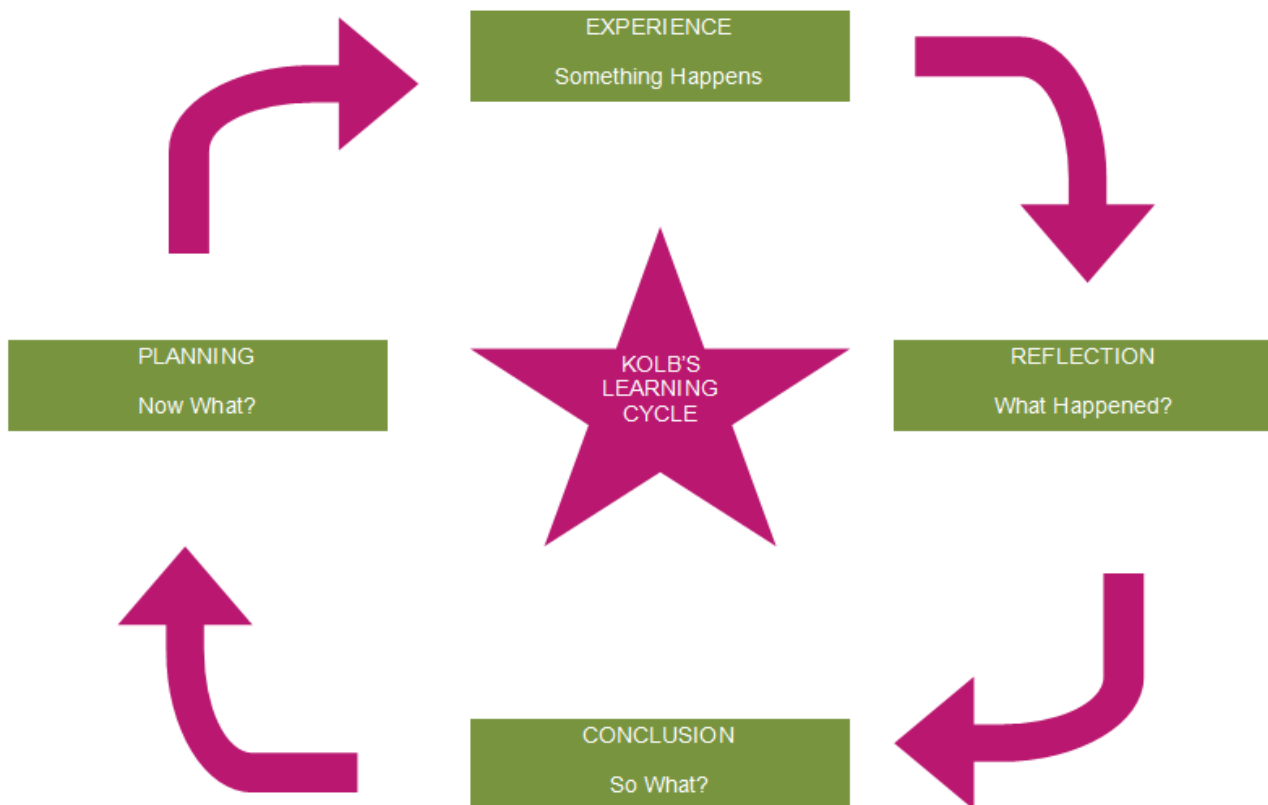 EXPERIENCE
Something Happens
PLANNING
Now What?
KOLB'S
LEARNING
CYCLE
REFLECTION
What Happened?
CONCLUSION
So What?